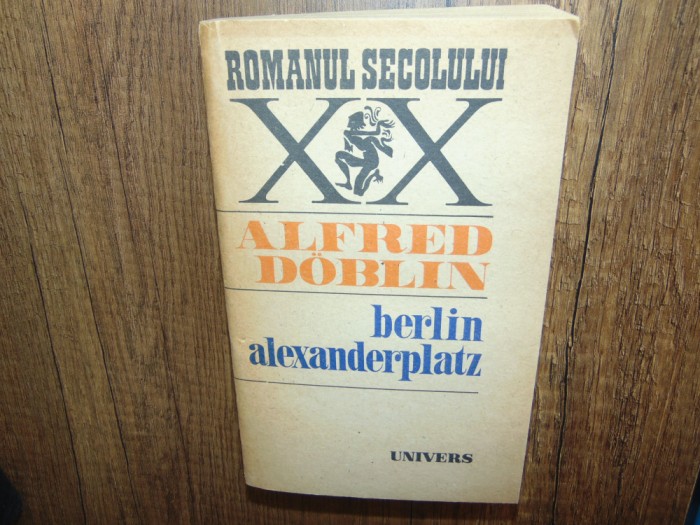 ROMANUL SECOLULUI
XX
ALFRED
DÖBLIN
berlin
alexanderplatz
UNIVERS